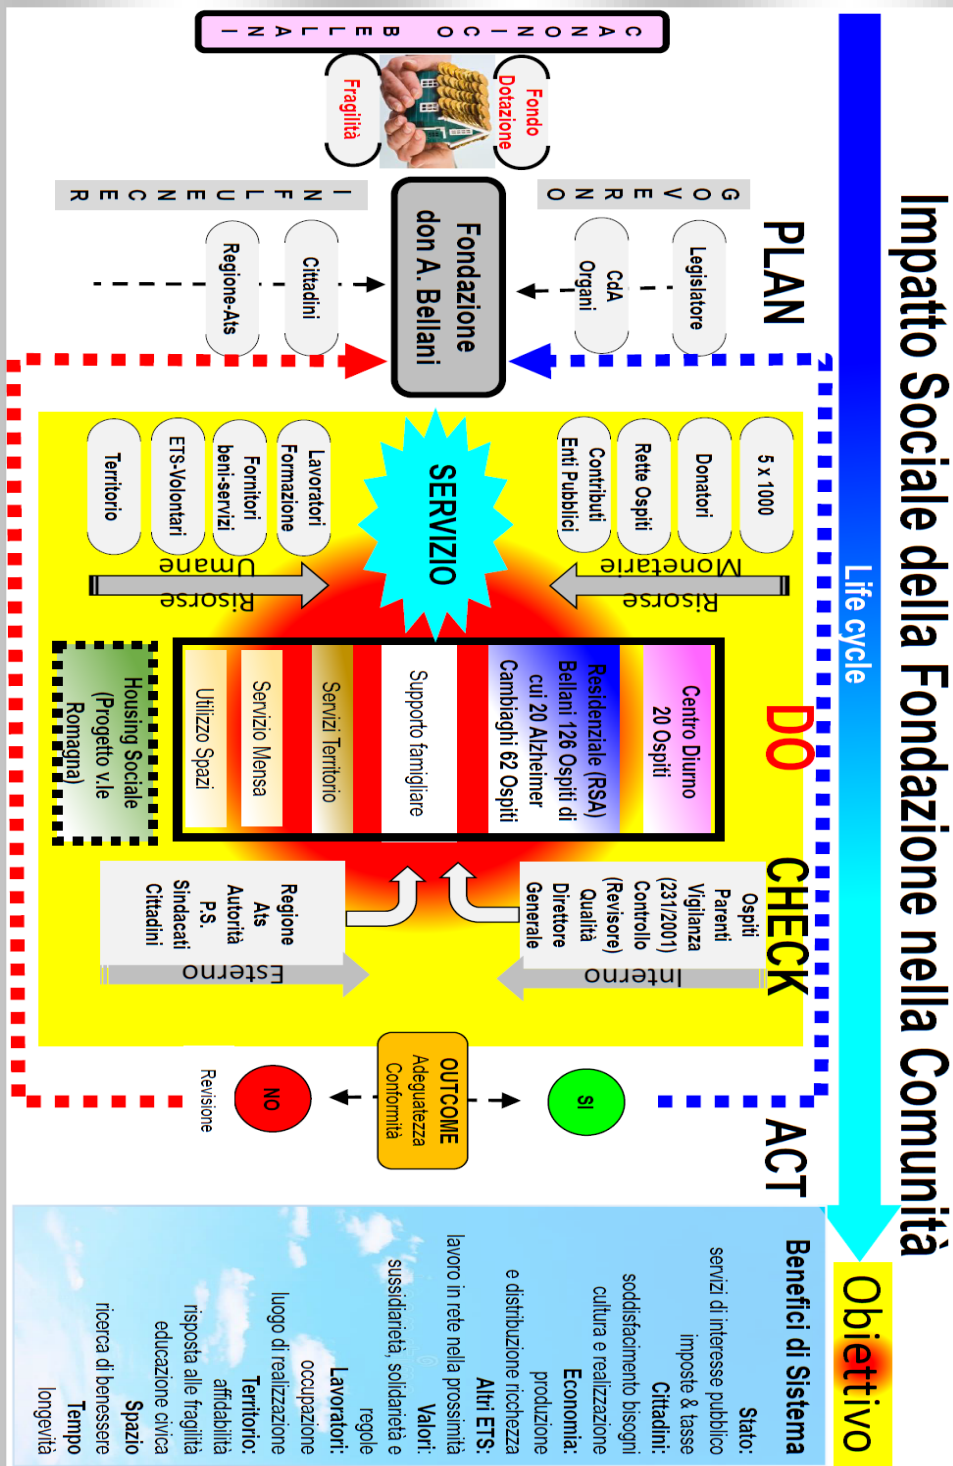 Impatto Sociale della Fondazione nella Comunità
Life cycle
Obiettivo
PLAN
DO
CHECK
ACT
CANONICO BELLANI
Fondo
Dotazione
Fragilità
GOVERNO
INFLUENCER
Legislatore
CdA
Organi
Fondazione
don A. Bellani
Cittadini
Regione-Ats
5 x 1000
Donatori
Rette Ospiti
Contributi
Enti Pubblici
SERVIZIO
Lavoratori
Formazione
Fornitori
beni-servizi
ETS-Volontari
Territorio
Risorse
Monetarie
Risorse
Umane
Centro Diurno
20 Ospiti
Residenziale (RSA)
Bellani 126 Ospiti di
cui 20 Alzheimer
Cambiaghi 62 Ospiti
Supporto famigliare
Servizi Territorio
Servizio Mensa
Utilizzo Spazi
Housing Sociale
(Progetto v.le
Romagna)
Ospiti
Parenti
Vigilanza
(231/2001)
Controllo
(Revisore)
Qualità
Direttore
Generale
Interno
Regione
Ats
Autorità
P.S.
Sindacati
Cittadini
Esterno
SI
OUTCOME
Adeguatezza
Conformità
NO
Revisione
Benefici di Sistema
Stato:
servizi di interesse pubblico
imposte & tasse
Cittadini:
soddisfacimento bisogni
cultura e realizzazione
Economia:
produzione
e distribuzione ricchezza
Altri ETS:
lavoro in rete nella prossimità
Valori:
sussidiarietà, solidarietà e
regole
Lavoratori:
occupazione
luogo di realizzazione
Territorio:
affidabilità
risposta alle fragilità
educazione civica
Spazio
ricerca di benessere
Tempo
longevità